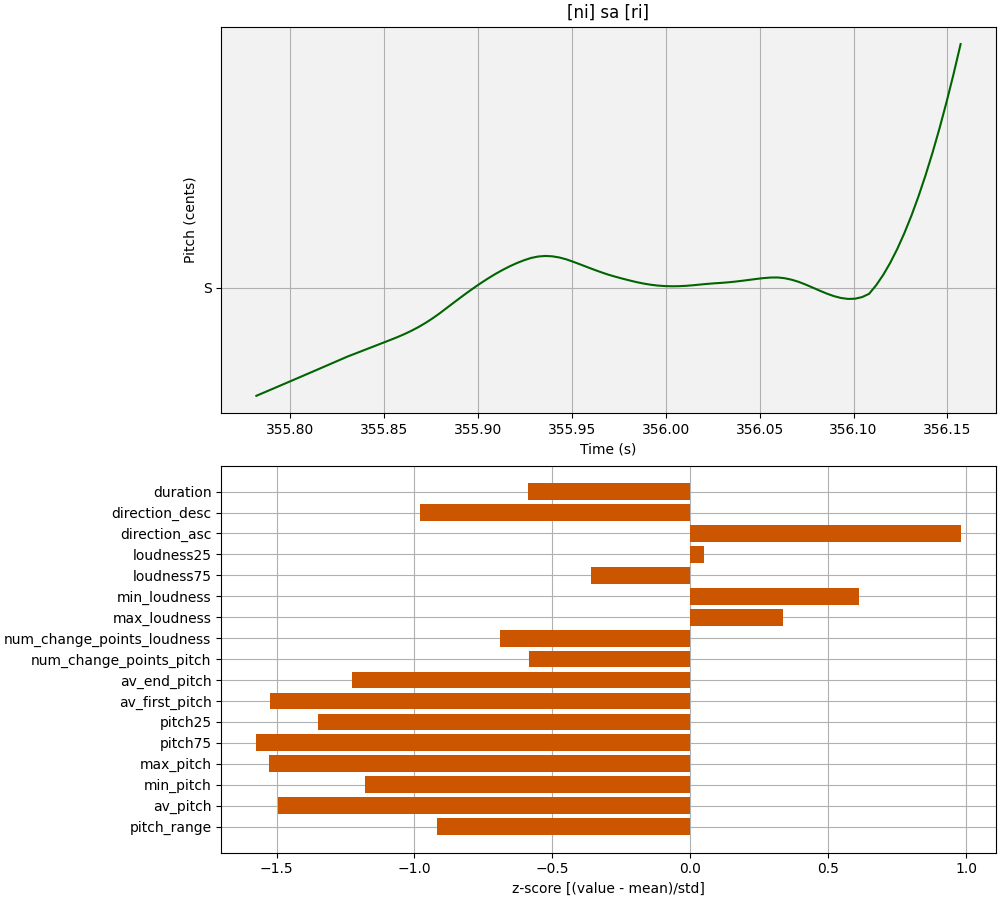 [ni] sa [ri]
Pitch (cents)
S
355.80 355.85 355.90 355.95 356.00 356.05 356.10 356.15
Time (s)
duration
direction_desc
direction_asc
loudness25
loudness75
min_loudness
max_loudness
num_change_points_loudness
num_change_points_pitch
av_end_pitch
av_first_pitch
pitch25
pitch75
max_pitch
min_pitch
av_pitch
pitch_range
−1.5 −1.0 −0.5 0.0 0.5 1.0
z-score [(value - mean)/std]